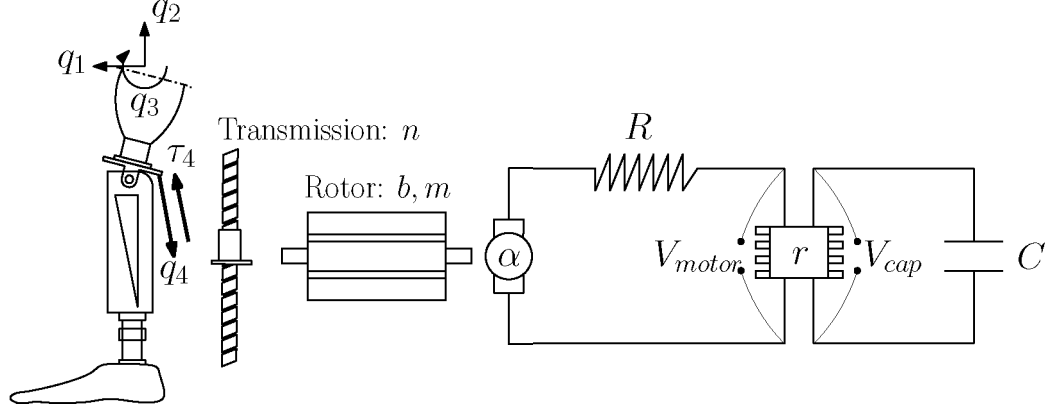 q2
q1
q3
Transmission: n
R
τ4
Rotor: b, m
α
Vmotor
r
Vcap
C
q4